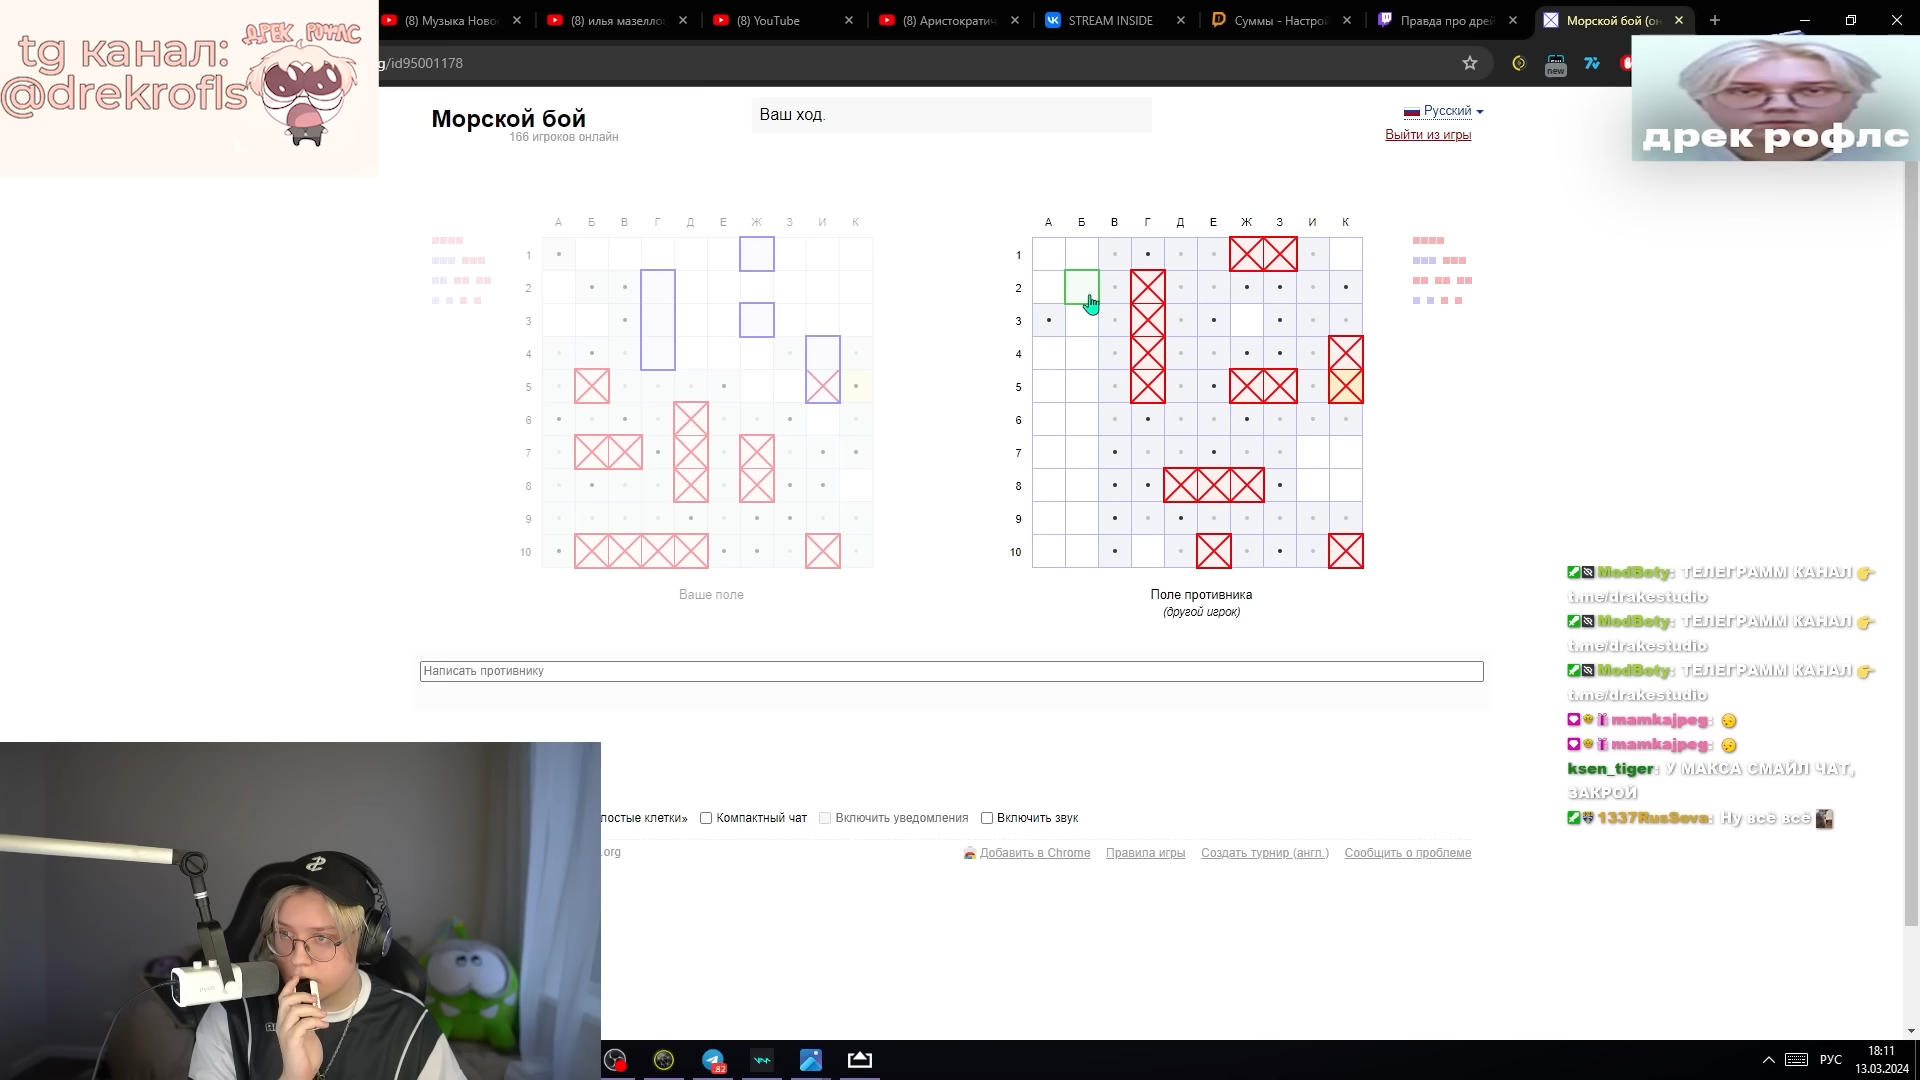 (8) Музыка Ново
(8) илья мазелло
(8) YouTube
(8) Аристократич
STREAM INSIDE
Суммы - Настрой
Правда про дрей
Морской бой (он
tg канал:
@drekrofls
ДРЕК РОФЛС
g/id95001178
new
Морской бой
166 игроков онлайн
Ваш ход.
Русский
Выйти из игры
дрек рофлс
А Б В Г Д Е Ж З И К
1
2
3
4
5
6
7
8
9
10
Ваше поле
А Б В Г Д Е Ж З И К
1
2
3
4
5
6
7
8
9
10
Поле противника
(другой игрок)
Написать противнику
ModBoty: ТЕЛЕГРАММ КАНАЛ 👉
t.me/drakestudio
ModBoty: ТЕЛЕГРАММ КАНАЛ 👉
t.me/drakestudio
ModBoty: ТЕЛЕГРАММ КАНАЛ 👉
t.me/drakestudio
mamkajpeg: 😔
mamkajpeg: 😔
ksen_tiger: У МАКСА СМАЙЛ ЧАТ,
ЗАКРОЙ
1337RusSova: Ну всё всё
лостые клетки» Компактный чат Включить уведомления Включить звук
.org
Добавить в Chrome Правила игры Создать турнир (англ.) Сообщить о проблеме
82
РУС
18:11
13.03.2024